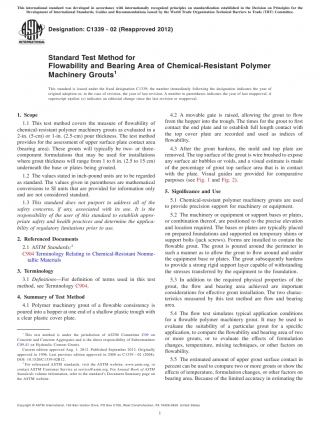 This international standard was developed in accordance with internationally recognized principles on standardization established in the Decision on Principles for the
Development of International Standards, Guides and Recommendations issued by the World Trade Organization Technical Barriers to Trade (TBT) Committee.
Designation: C1339 − 02 (Reapproved 2012)
Standard Test Method for
Flowability and Bearing Area of Chemical-Resistant Polymer
Machinery Grouts¹
This standard is issued under the fixed designation C1339; the number immediately following the designation indicates the year of
original adoption or, in the case of revision, the year of last revision. A number in parentheses indicates the year of last reapproval. A
superscript epsilon (ε) indicates an editorial change since the last revision or reapproval.
1. Scope
1.1 This test method covers the measure of flowability of
chemical-resistant polymer machinery grouts as evaluated in a
2-in. (5-cm) or 1-in. (2.5-cm) pour thickness. The test method
provides for the assessment of upper surface plate contact area
(bearing area). These grouts will typically be two- or three-
component formulations that may be used for installations
where grout thickness will range from 1 to 6 in. (2.5 to 15 cm)
underneath the base or plates being grouted.
1.2 The values stated in inch-pound units are to be regarded
as standard. The values given in parentheses are mathematical
conversions to SI units that are provided for information only
and are not considered standard.
1.3 This standard does not purport to address all of the
safety concerns, if any, associated with its use. It is the
responsibility of the user of this standard to establish appro-
priate safety and health practices and determine the applica-
bility of regulatory limitations prior to use.
2. Referenced Documents
2.1 ASTM Standards:²
C904 Terminology Relating to Chemical-Resistant Nonme-
tallic Materials
3. Terminology
3.1 Definitions—For definition of terms used in this test
method, see Terminology C904.
4. Summary of Test Method
4.1 Polymer machinery grout of a flowable consistency is
poured into a hopper at one end of a shallow plastic trough with
a clear plastic cover plate.
¹ This test method is under the jurisdiction of ASTM Committee C09 on
Concrete and Concrete Aggregates and is the direct responsibility of Subcommittee
Current edition approved Aug. 1, 2012. Published September 2012. Originally
approved in 1996. Last previous edition approved in 2008 as C1339 – 02 (2008).
DOI: 10.1520/C1339-02R12.
² For referenced ASTM standards, visit the ASTM website, www.astm.org, or
contact ASTM Customer Service at service@astm.org. For Annual Book of ASTM
Standards volume information, refer to the standard's Document Summary page on
the ASTM website.
4.2 A movable gate is raised, allowing the grout to flow
from the hopper into the trough. The times for the grout to first
contact the end plate and to establish full length contact with
the top cover plate are recorded and used as indices of
flowability.
4.3 After the grout hardens, the mold and top plate are
removed. The top surface of the grout is wire brushed to expose
any surface air bubbles or voids, and a visual estimate is made
of the percentage of grout top surface area that is in contact
with the plate. Visual guides are provided for comparative
purposes (see Fig. 1 and Fig. 2).
5. Significance and Use
5.1 Chemical-resistant polymer machinery grouts are used
to provide precision support for machinery or equipment.
5.2 The machinery or equipment or support bases or plates,
or combination thereof, are positioned to the precise elevation
and location required. The bases or plates are typically placed
on prepared foundations and supported on temporary shims or
support bolts (jack screws). Forms are installed to contain the
flowable grout. The grout is poured around the perimeter in
such a manner as to allow the grout to flow around and under
the equipment base or plates. The grout subsequently hardens
to provide a strong rigid support layer capable of withstanding
the stresses transferred by the equipment to the foundation.
5.3 In addition to the required physical properties of the
grout, the flow and bearing area achieved are important
considerations for effective grout installation. The two charac-
teristics measured by this test method are flow and bearing
area.
5.4 The flow test simulates typical application conditions
for a flowable polymer machinery grout. It may be used to
evaluate the suitability of a particular grout for a specific
application, to compare the flowability and bearing area of two
or more grouts, or to evaluate the effects of formulation
changes, temperature, mixing techniques, or other factors on
flowability.
5.5 The estimated amount of upper grout surface contact in
percent can be used to compare two or more grouts or show the
effects of temperature, formulation changes, or other factors on
bearing area. Because of the limited accuracy in estimating the
Copyright © ASTM International, 100 Barr Harbor Drive, PO Box C700, West Conshohocken, PA 19428-2959. United States
1